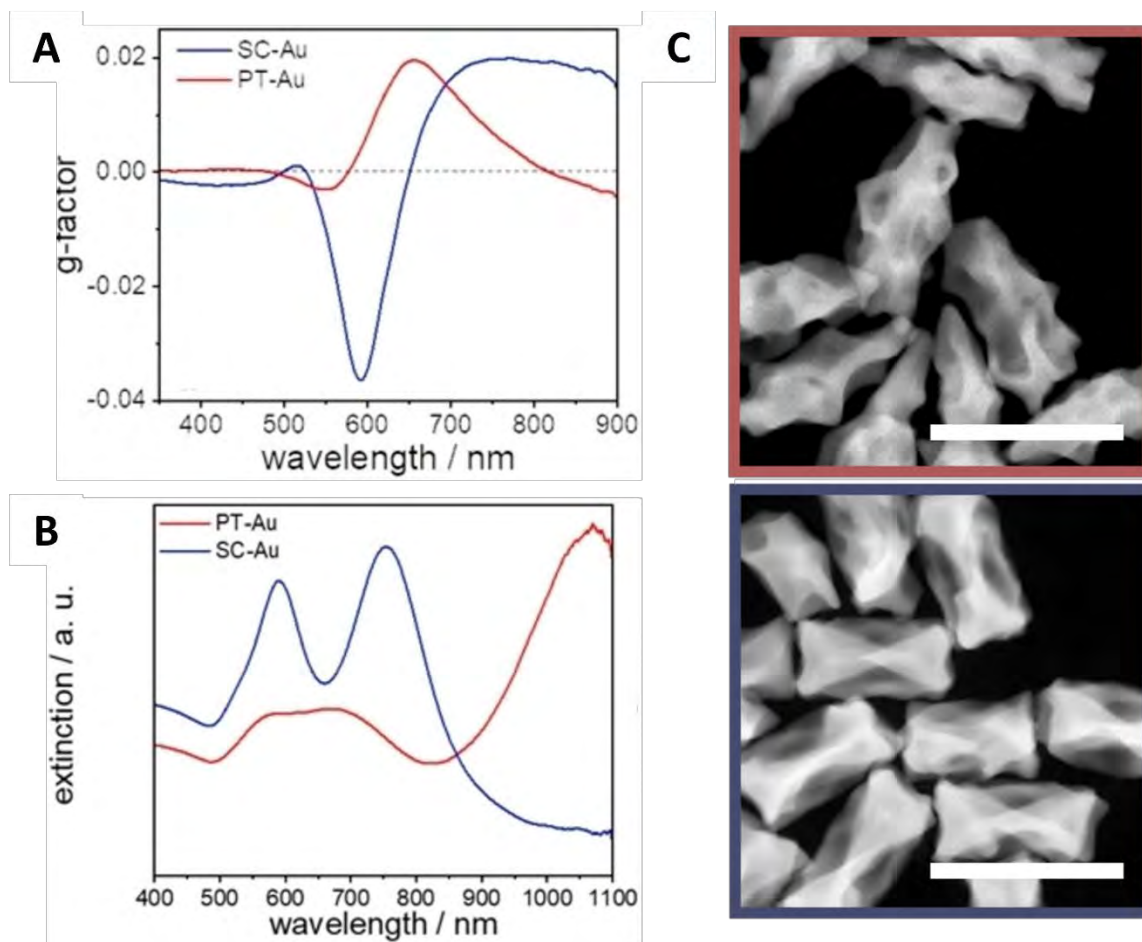 A
SC-Au
PT-Au
0.02
0.00
-0.02
-0.04
g-factor
400 500 600 700 800 900
wavelength / nm
B
PT-Au
SC-Au
extinction / a. u.
400 500 600 700 800 900 1000 1100
wavelength / nm
C